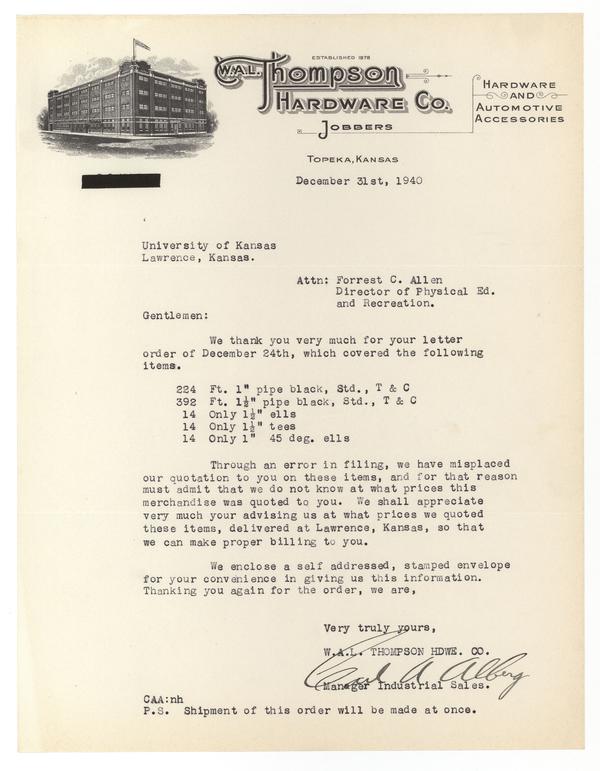 ESTABLISHED 1878
W.A.L. Thompson
HARDWARE CO.
JOBBERS
HARDWARE
AND
AUTOMOTIVE
ACCESSORIES
TOPEKA, KANSAS
December 31st, 1940
University of Kansas
Lawrence, Kansas.
Attn: Forrest C. Allen
Director of Physical Ed.
and Recreation.
Gentlemen:
We thank you very much for your letter
order of December 24th, which covered the following
items.
224 Ft. 1" pipe black, Std., T & C
392 Ft. 1½" pipe black, Std., T & C
14 Only 1½" ells
14 Only 1½" tees
14 Only 1" 45 deg. ells
Through an error in filing, we have misplaced
our quotation to you on these items, and for that reason
must admit that we do not know at what prices this
merchandise was quoted to you. We shall appreciate
very much your advising us at what prices we quoted
these items, delivered at Lawrence, Kansas, so that
we can make proper billing to you.
We enclose a self addressed, stamped envelope
for your convenience in giving us this information.
Thanking you again for the order, we are,
Very truly yours,
W.A.L. THOMPSON HDWE. CO.
Carl A Alberg
Manager Industrial Sales.
CAA:nh
P.S. Shipment of this order will be made at once.